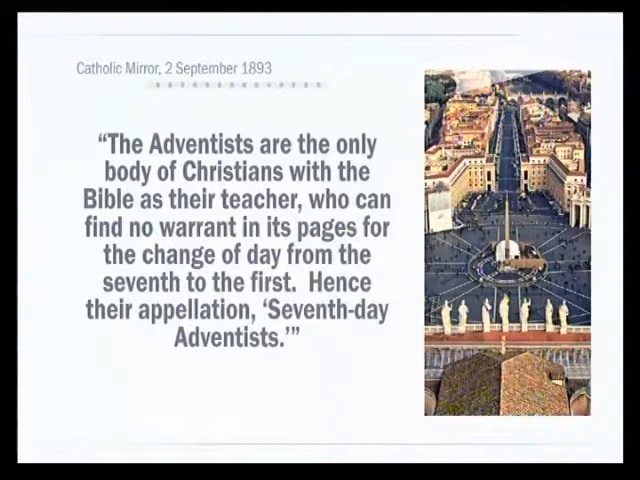 Catholic Mirror, 2 September 1893
“The Adventists are the only
body of Christians with the
Bible as their teacher, who can
find no warrant in its pages for
the change of day from the
seventh to the first.  Hence
their appellation, ‘Seventh-day
Adventists.’”